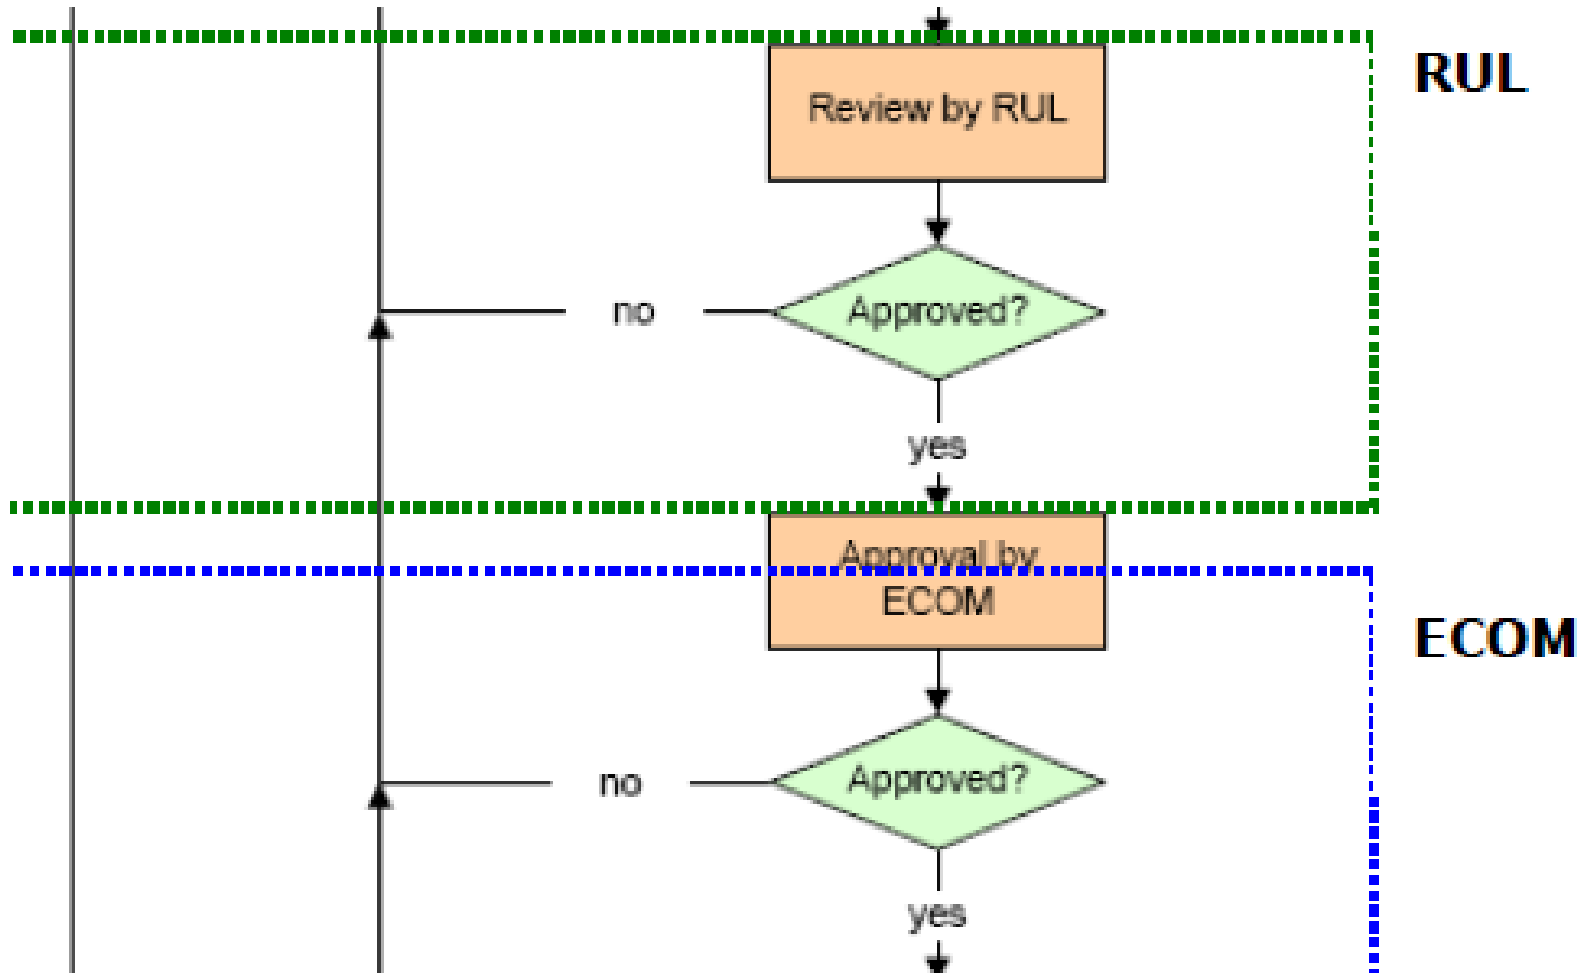 RUL
Review by RUL
Approved?
no
yes
Approval by
ECOM
ECOM
Approved?
no
yes